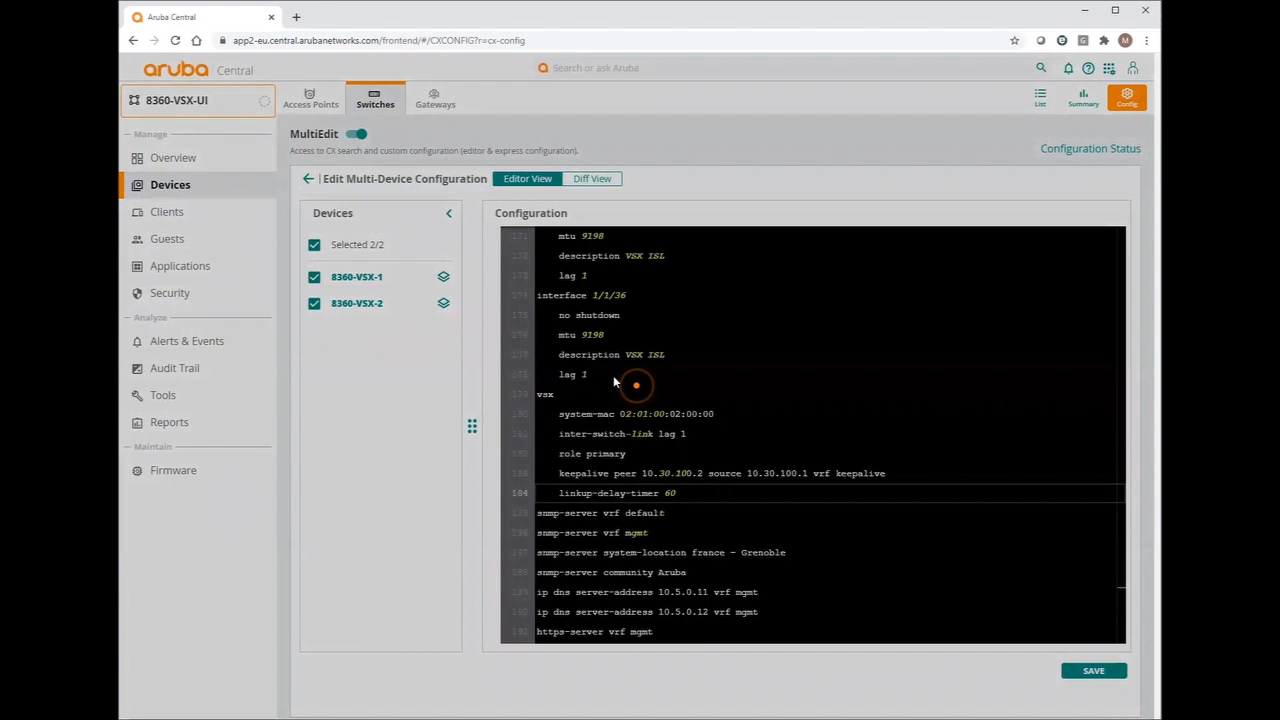 Aruba Central
app2-eu.central.arubanetworks.com/frontend/#/CXCONFIG?r=cx-config
M
aruba Central
Search or ask Aruba
8360-VSX-UI
Access Points
Switches
Gateways
List
Summary
Config
Manage
Overview
Devices
Clients
Guests
Applications
Security
Analyze
Alerts & Events
Audit Trail
Tools
Reports
Maintain
Firmware
MultiEdit
Access to CX search and custom configuration (editor & express configuration).
Configuration Status
Edit Multi-Device Configuration
Editor View
Diff View
Devices
Selected 2/2
8360-VSX-1
8360-VSX-2
Configuration
mtu 9198
description VSX ISL
lag 1
interface 1/1/36
no shutdown
mtu 9198
description VSX ISL
lag 1
vsx
system-mac 02:01:00:02:00:00
inter-switch-link lag 1
role primary
keepalive peer 10.30.100.2 source 10.30.100.1 vrf keepalive
184 linkup-delay-timer 60
snmp-server vrf default
snmp-server vrf mgmt
snmp-server system-location france - Grenoble
snmp-server community Aruba
ip dns server-address 10.5.0.11 vrf mgmt
ip dns server-address 10.5.0.12 vrf mgmt
https-server vrf mgmt
SAVE